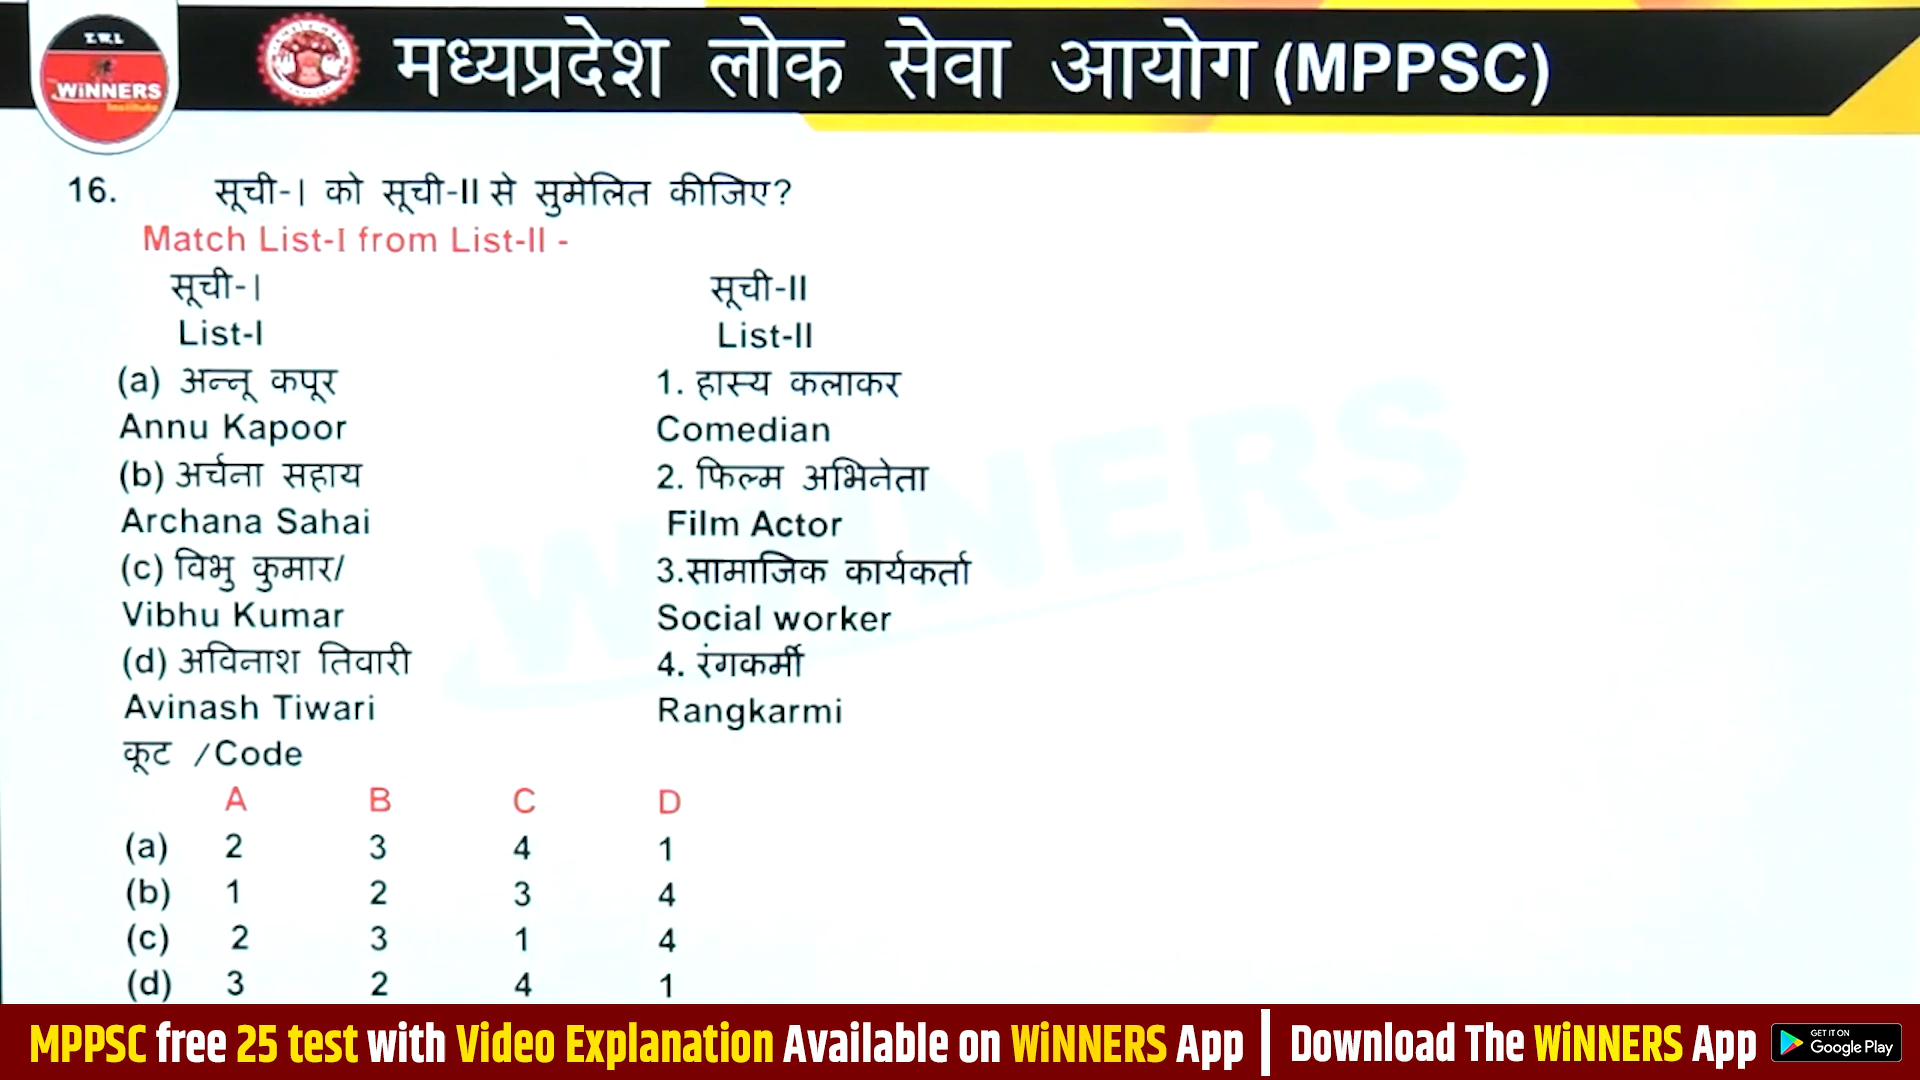 T.W.I.
WiNNERS
Institute
मध्यप्रदेश लोक सेवा आयोग (MPPSC)
16. सूची-I को सूची-II से सुमेलित कीजिए?
Match List-I from List-II -
सूची-I सूची-II
List-I List-II
(a) अन्नू कपूर 1. हास्य कलाकर
Annu Kapoor Comedian
(b) अर्चना सहाय 2. फिल्म अभिनेता
Archana Sahai Film Actor
(c) विभु कुमार/ 3.सामाजिक कार्यकर्ता
Vibhu Kumar Social worker
(d) अविनाश तिवारी 4. रंगकर्मी
Avinash Tiwari Rangkarmi
कूट /Code
A B C D
(a) 2 3 4 1
(b) 1 2 3 4
(c) 2 3 1 4
(d) 3 2 4 1
WINNERS
MPPSC free 25 test with Video Explanation Available on WiNNERS App | Download The WiNNERS App GET IT ON Google Play